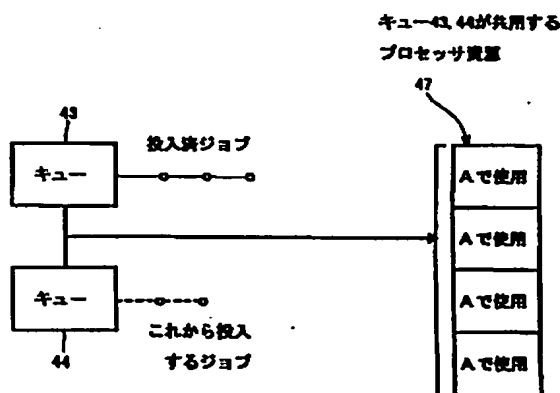 キュー43,44が共用する
プロセッサ資源
47
43
キュー
投入済ジョブ
Aで使用
Aで使用
キュー
Aで使用
これから投入
するジョブ
44
Aで使用